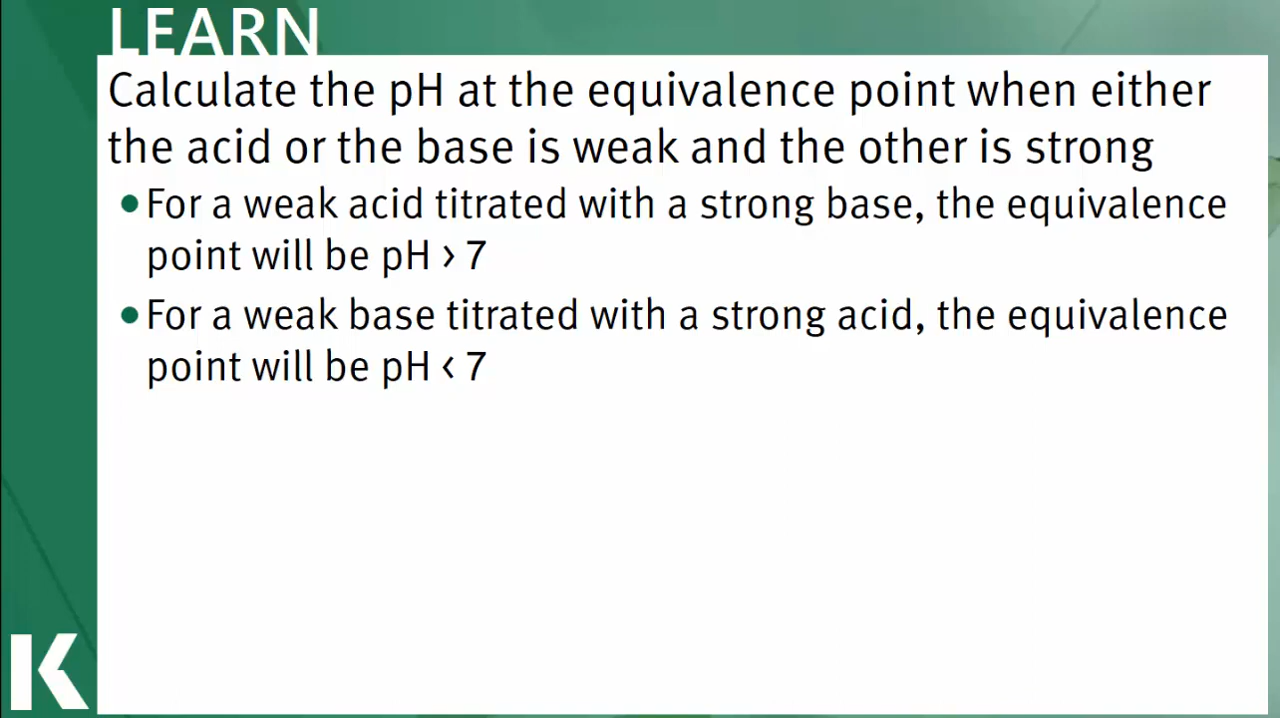 LEARN
Calculate the pH at the equivalence point when either
the acid or the base is weak and the other is strong
•For a weak acid titrated with a strong base, the equivalence
point will be pH > 7
•For a weak base titrated with a strong acid, the equivalence
point will be pH < 7
K